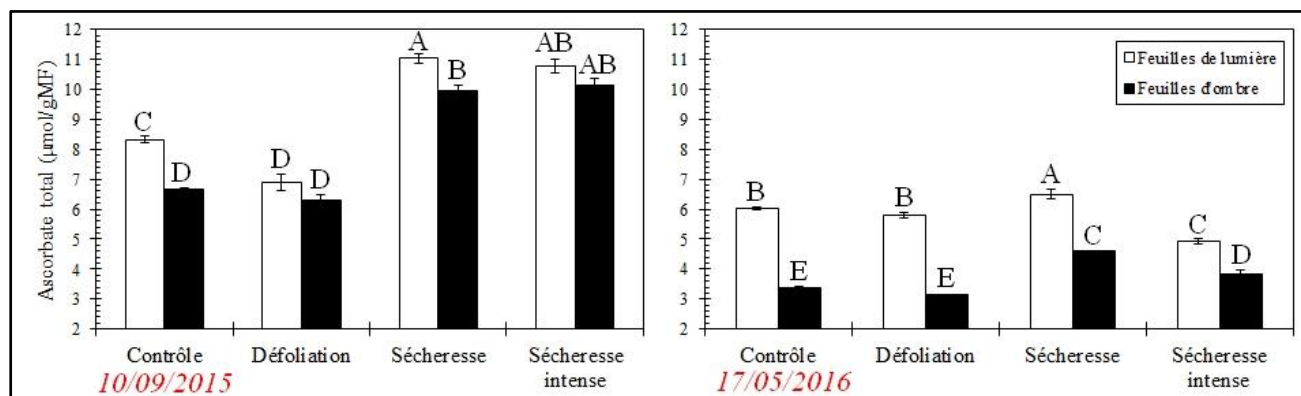 Ascorbate total (µmol/gMF)
12
11
10
9
8
7
6
5
4
3
2
C
D
D
D
A
B
AB
AB
Contrôle
Défoliation
Sécheresse
Sécheresse
intense
10/09/2015
12
11
10
9
8
7
6
5
4
3
2
B
E
B
E
A
C
C
D
Feuilles de lumière
Feuilles d'ombre
Contrôle
Défoliation
Sécheresse
Sécheresse
intense
17/05/2016